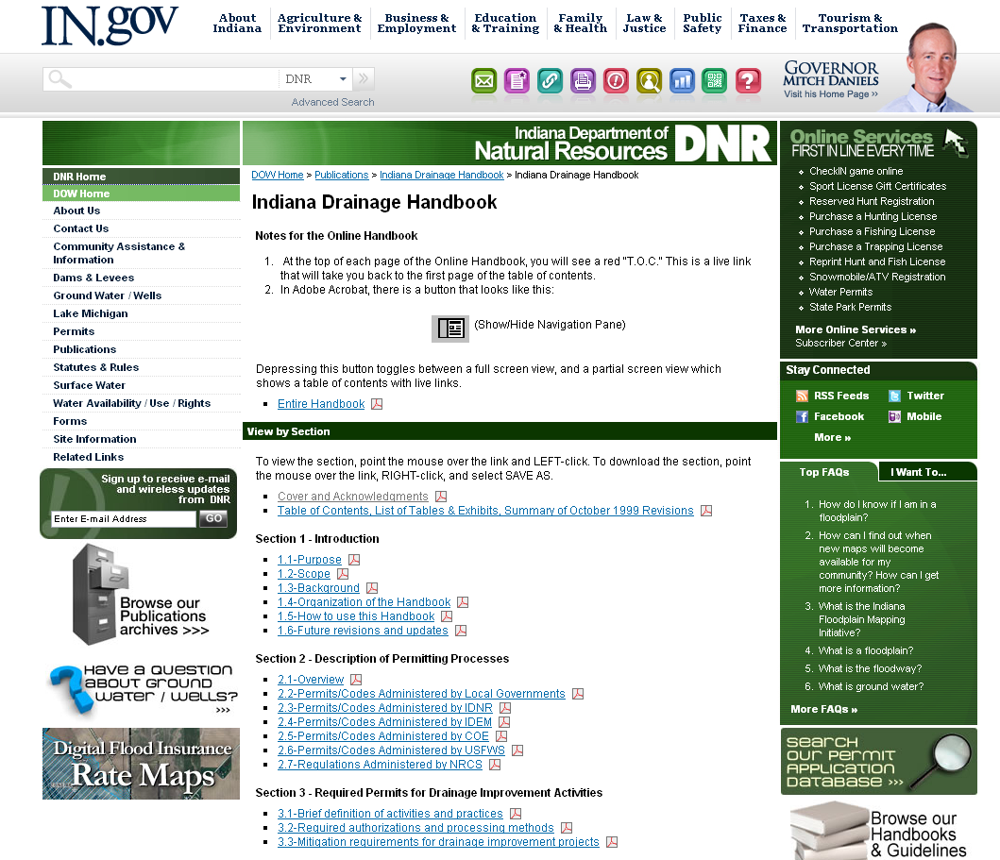 IN.gov
About
Indiana
Agriculture &
Environment
Business &
Employment
Education
& Training
Family
& Health
Law &
Justice
Public
Safety
Taxes &
Finance
Tourism &
Transportation
DNR
Advanced Search
GOVERNOR
MITCH DANIELS
Visit his Home Page »
Indiana Department of
Natural Resources DNR
DNR Home
DOW Home
About Us
Contact Us
Community Assistance &
Information
Dams & Levees
Ground Water / Wells
Lake Michigan
Permits
Publications
Statutes & Rules
Surface Water
Water Availability / Use / Rights
Forms
Site Information
Related Links
Sign up to receive e-mail
and wireless updates
from DNR
Enter E-mail Address GO
Browse our
Publications
archives >>>
HAVE A QUESTION
ABOUT GROUND
WATER / WELLS?
>>>
Digital Flood Insurance
Rate Maps
DOW Home > Publications > Indiana Drainage Handbook > Indiana Drainage Handbook
Indiana Drainage Handbook
Notes for the Online Handbook
1. At the top of each page of the Online Handbook, you will see a red "T.O.C." This is a live link
that will take you back to the first page of the table of contents.
2. In Adobe Acrobat, there is a button that looks like this:
(Show/Hide Navigation Pane)
Depressing this button toggles between a full screen view, and a partial screen view which
shows a table of contents with live links.
Entire Handbook
View by Section
To view the section, point the mouse over the link and LEFT-click. To download the section, point
the mouse over the link, RIGHT-click, and select SAVE AS.
Cover and Acknowledgments
Table of Contents, List of Tables & Exhibits, Summary of October 1999 Revisions
Section 1 - Introduction
1.1-Purpose
1.2-Scope
1.3-Background
1.4-Organization of the Handbook
1.5-How to use this Handbook
1.6-Future revisions and updates
Section 2 - Description of Permitting Processes
2.1-Overview
2.2-Permits/Codes Administered by Local Governments
2.3-Permits/Codes Administered by IDNR
2.4-Permits/Codes Administered by IDEM
2.5-Permits/Codes Administered by COE
2.6-Permits/Codes Administered by USFWS
2.7-Regulations Administered by NRCS
Section 3 - Required Permits for Drainage Improvement Activities
3.1-Brief definition of activities and practices
3.2-Required authorizations and processing methods
3.3-Mitigation requirements for drainage improvement projects
Online Services
FIRST IN LINE EVERY TIME
CheckIN game online
Sport License Gift Certificates
Reserved Hunt Registration
Purchase a Hunting License
Purchase a Fishing License
Purchase a Trapping License
Reprint Hunt and Fish License
Snowmobile/ATV Registration
Water Permits
State Park Permits
More Online Services »
Subscriber Center »
Stay Connected
RSS Feeds Twitter
Facebook Mobile
More »
Top FAQs I Want To...
1. How do I know if I am in a
floodplain?
2. How can I find out when
new maps will become
available for my
community? How can I get
more information?
3. What is the Indiana
Floodplain Mapping
Initiative?
4. What is a floodplain?
5. What is the floodway?
6. What is ground water?
More FAQs »
SEARCH
OUR PERMIT
APPLICATION
DATABASE >>>
Browse our
Handbooks
& Guidelines